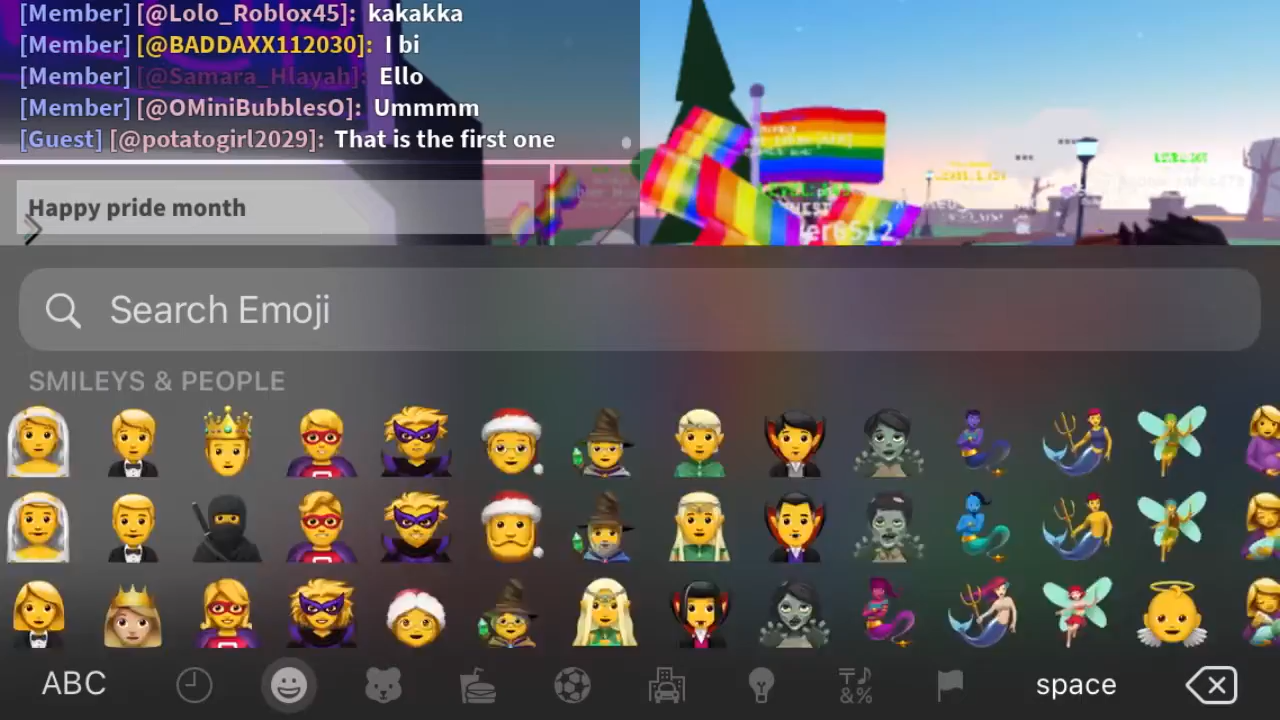 [Member] [@Lolo_Roblox45]: kakakka
[Member] [@BADDAXX112030]: I bi
[Member] [@Samara_Hlayah]: Ello
[Member] [@OMiniBubblesO]: Ummmm
[Guest] [@potatogirl2029]: That is the first one
Happy pride month
Search Emoji
SMILEYS & PEOPLE
ABC
space